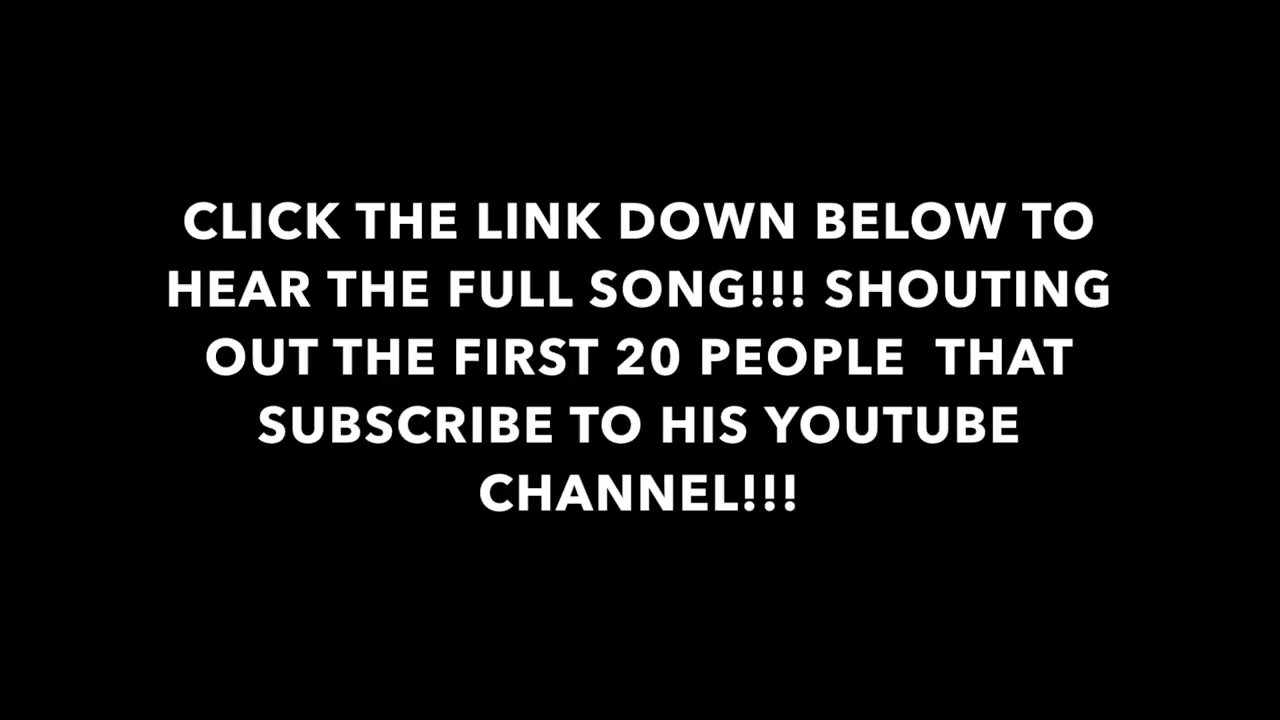 CLICK THE LINK DOWN BELOW TO
HEAR THE FULL SONG!!! SHOUTING
OUT THE FIRST 20 PEOPLE  THAT
SUBSCRIBE TO HIS YOUTUBE
CHANNEL!!!